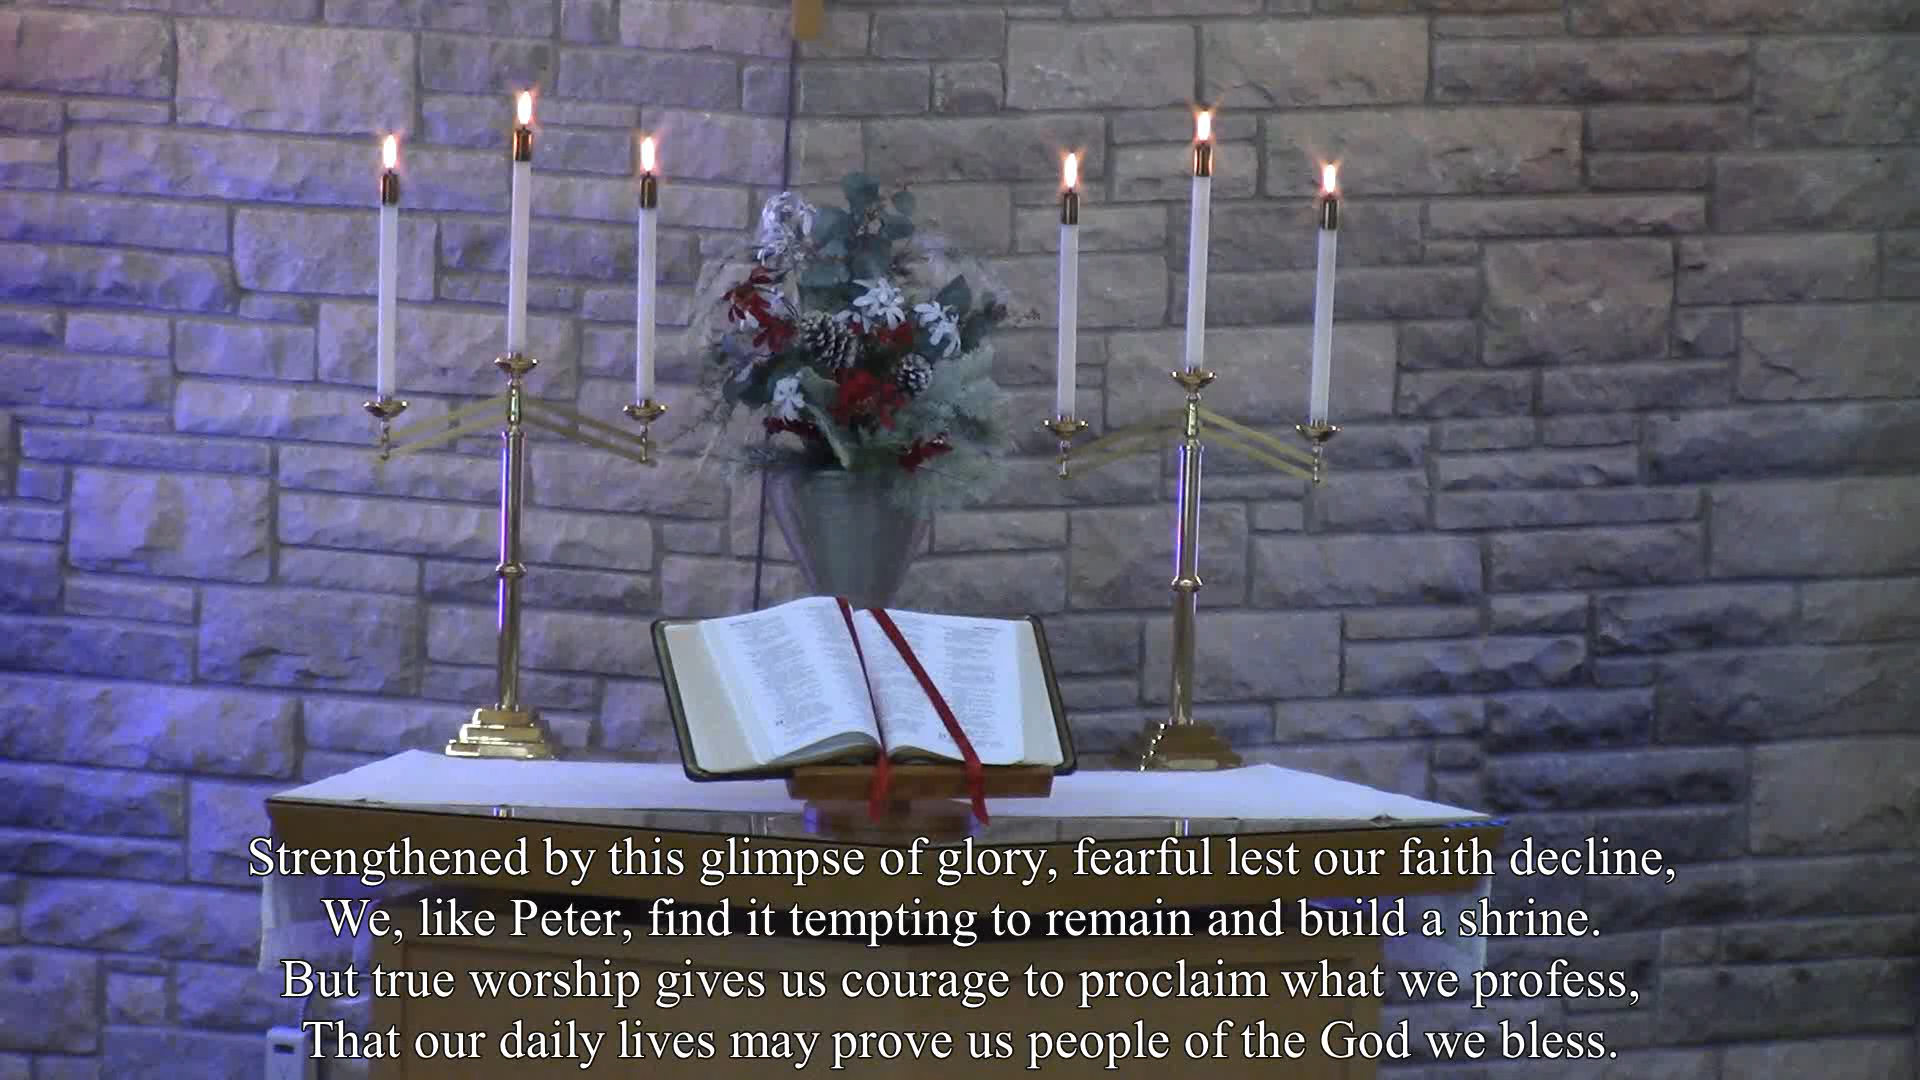 Strengthened by this glimpse of glory, fearful lest our faith decline,
We, like Peter, find it tempting to remain and build a shrine.
But true worship gives us courage to proclaim what we profess,
That our daily lives may prove us people of the God we bless.